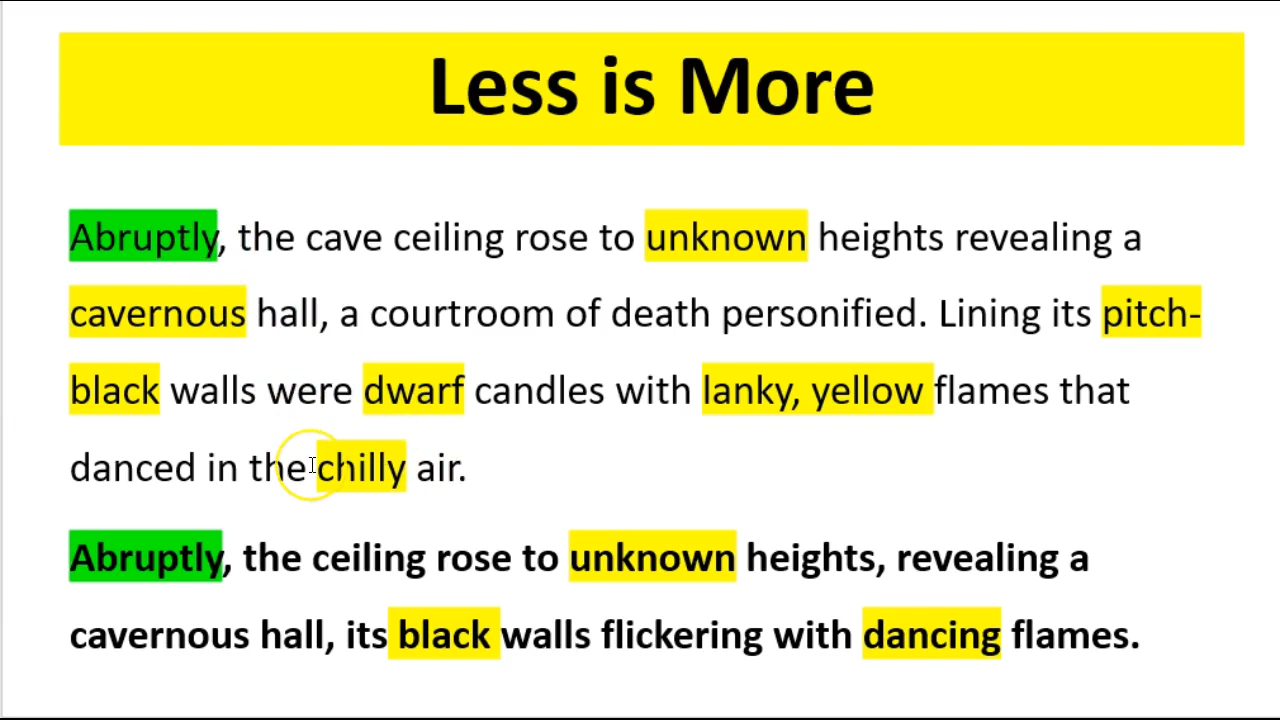 Less is More
Abruptly, the cave ceiling rose to unknown heights revealing a
cavernous hall, a courtroom of death personified. Lining its pitch-
black walls were dwarf candles with lanky, yellow flames that
danced in the chilly air.
Abruptly, the ceiling rose to unknown heights, revealing a
cavernous hall, its black walls flickering with dancing flames.